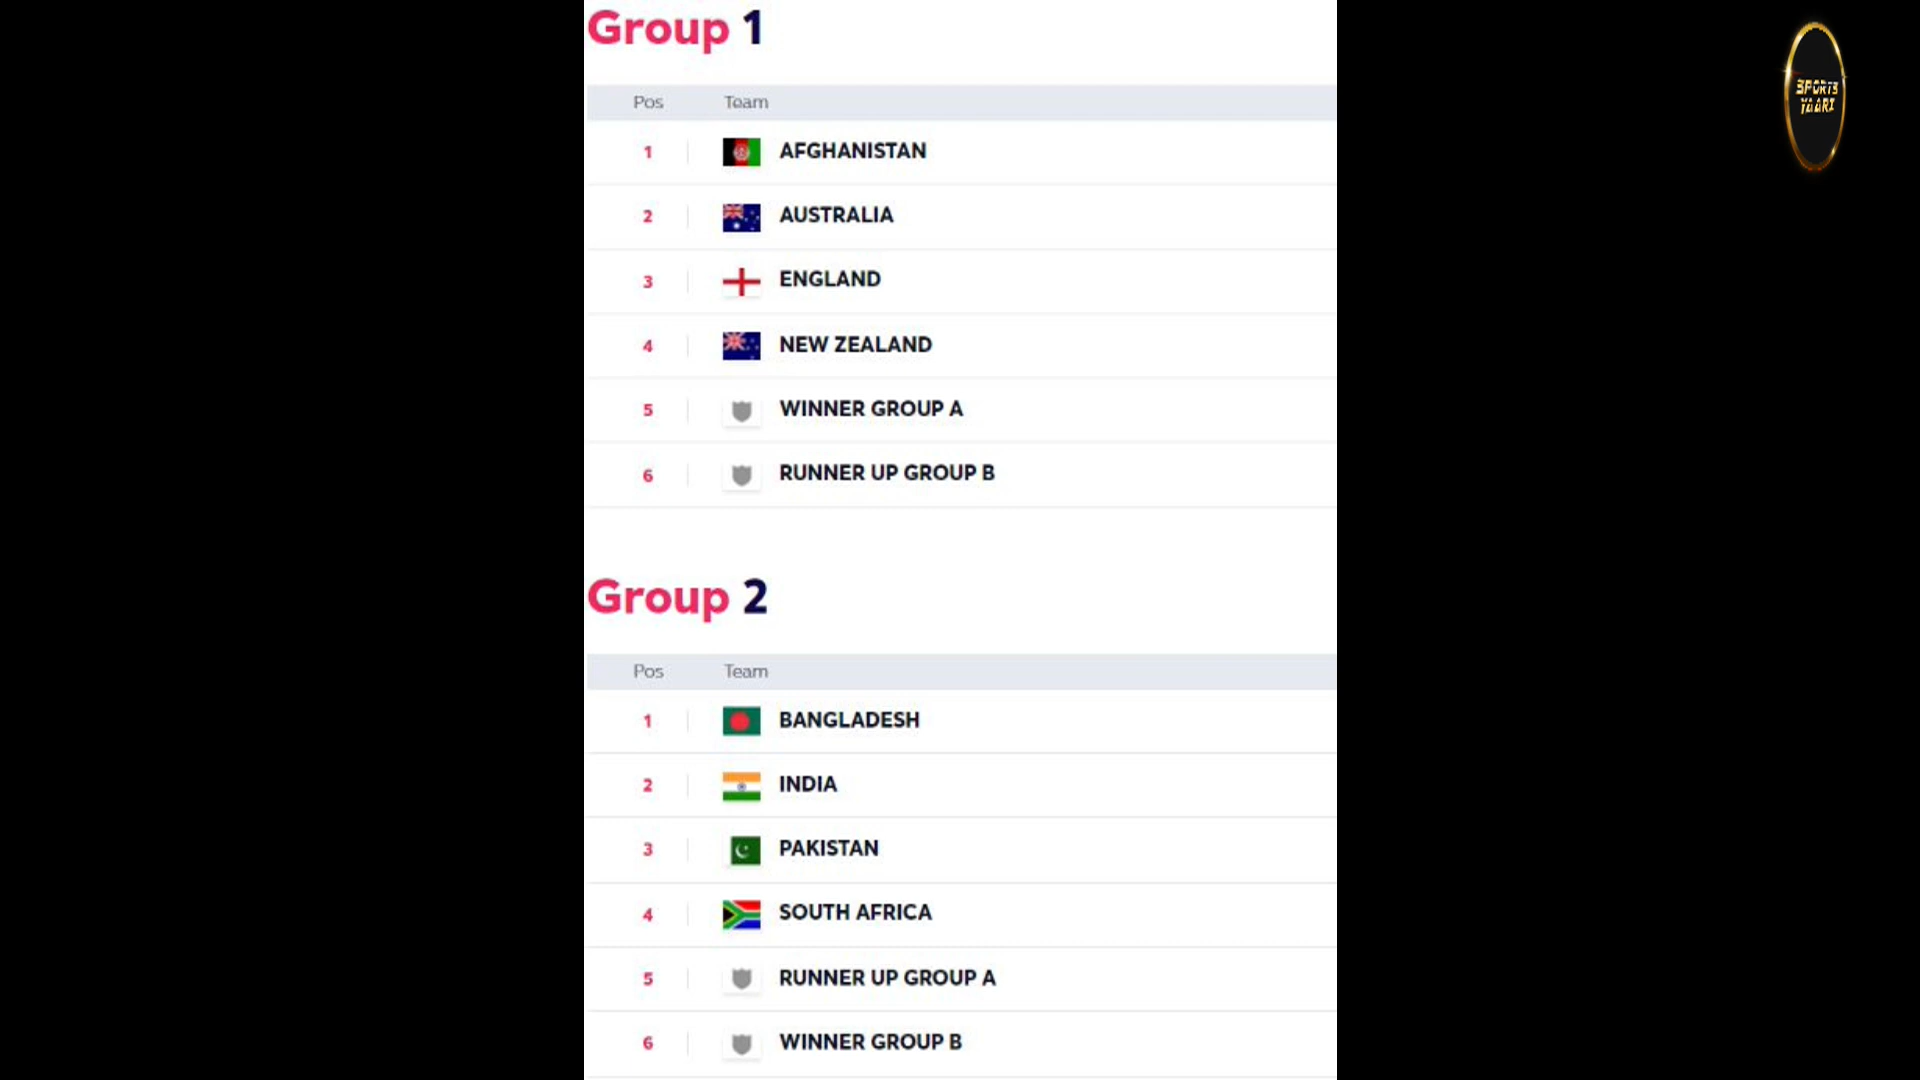 Group 1
Pos Team
1 AFGHANISTAN
2 AUSTRALIA
3 ENGLAND
4 NEW ZEALAND
5 WINNER GROUP A
6 RUNNER UP GROUP B
Group 2
Pos Team
1 BANGLADESH
2 INDIA
3 PAKISTAN
4 SOUTH AFRICA
5 RUNNER UP GROUP A
6 WINNER GROUP B
SPORTS
YAARI